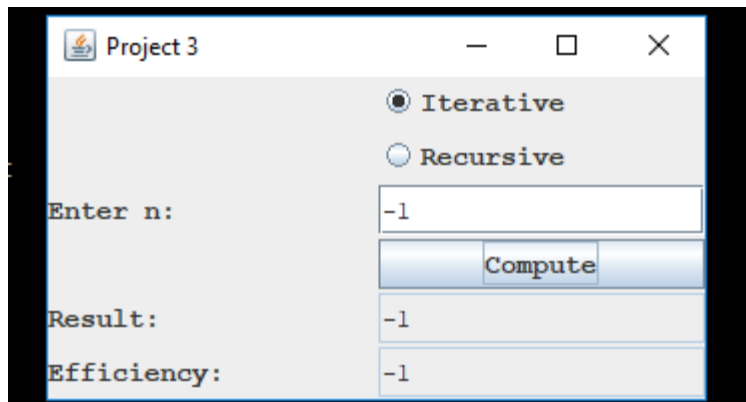 Project 3
Iterative
Recursive
Enter n: -1
Compute
Result: -1
Efficiency: -1